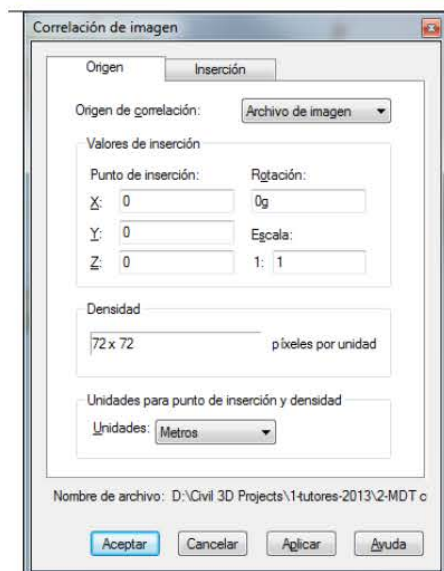 Correlación de imagen
Origen Inserción
Origen de correlación: Archivo de imagen
Valores de inserción
Punto de inserción: Rotación:
X: 0 0g
Y: 0 Escala:
Z: 0 1: 1
Densidad
72 x 72 píxeles por unidad
Unidades para punto de inserción y densidad
Unidades: Metros
Nombre de archivo: D:\Civil 3D Projects\1-tutores-2013\2-MDT c
Aceptar Cancelar Aplicar Ayuda